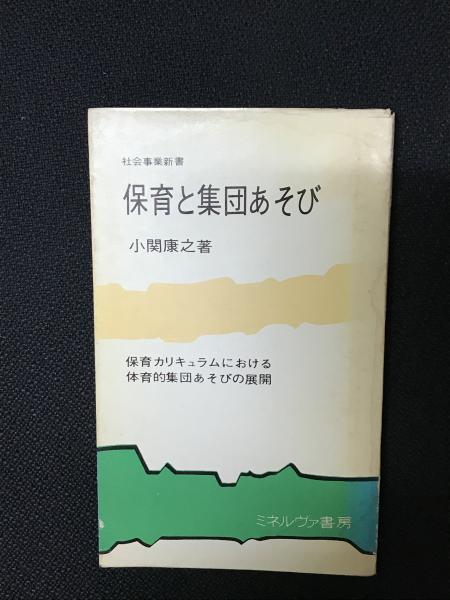 社会事業新書
保育と集団あそび
小関康之著
保育カリキュラムにおける
体育的集団あそびの展開
ミネルヴァ書房